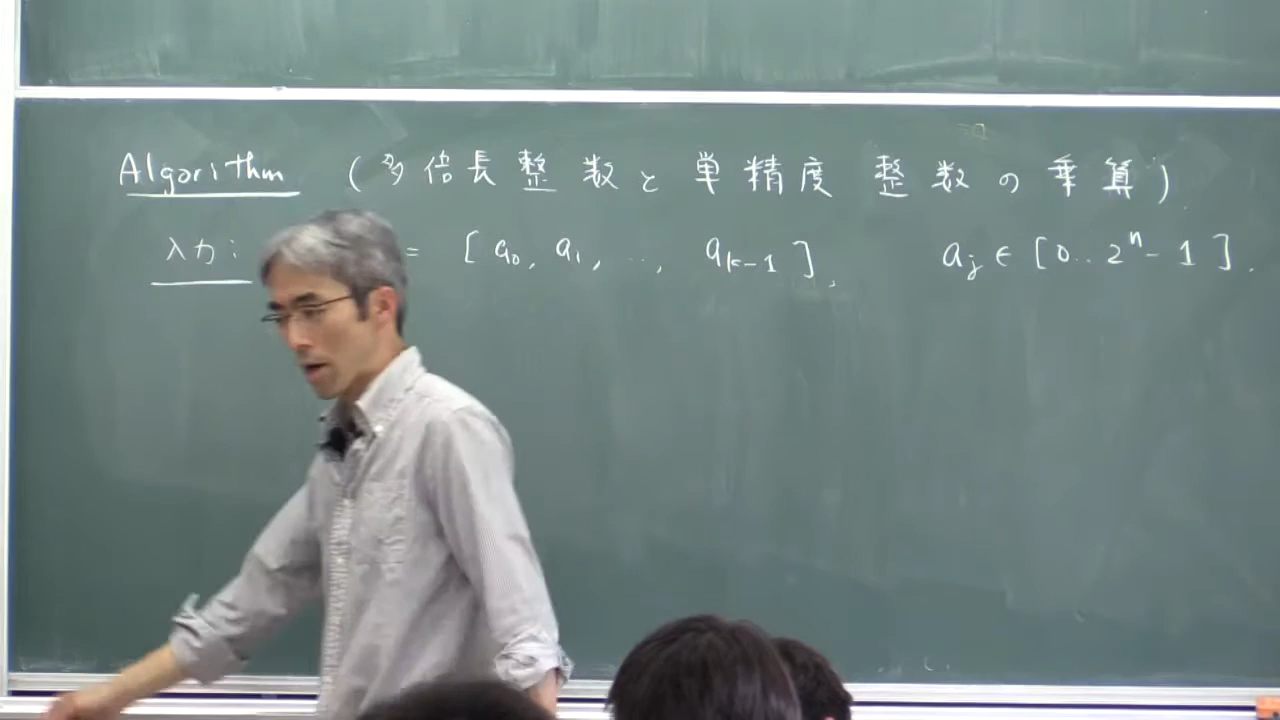 Algorithm (多倍長整数と単精度 整数の乗算)
入力: = [a₀, a₁, ..., aₖ₋₁], aⱼ ∈ [0..2ⁿ-1].